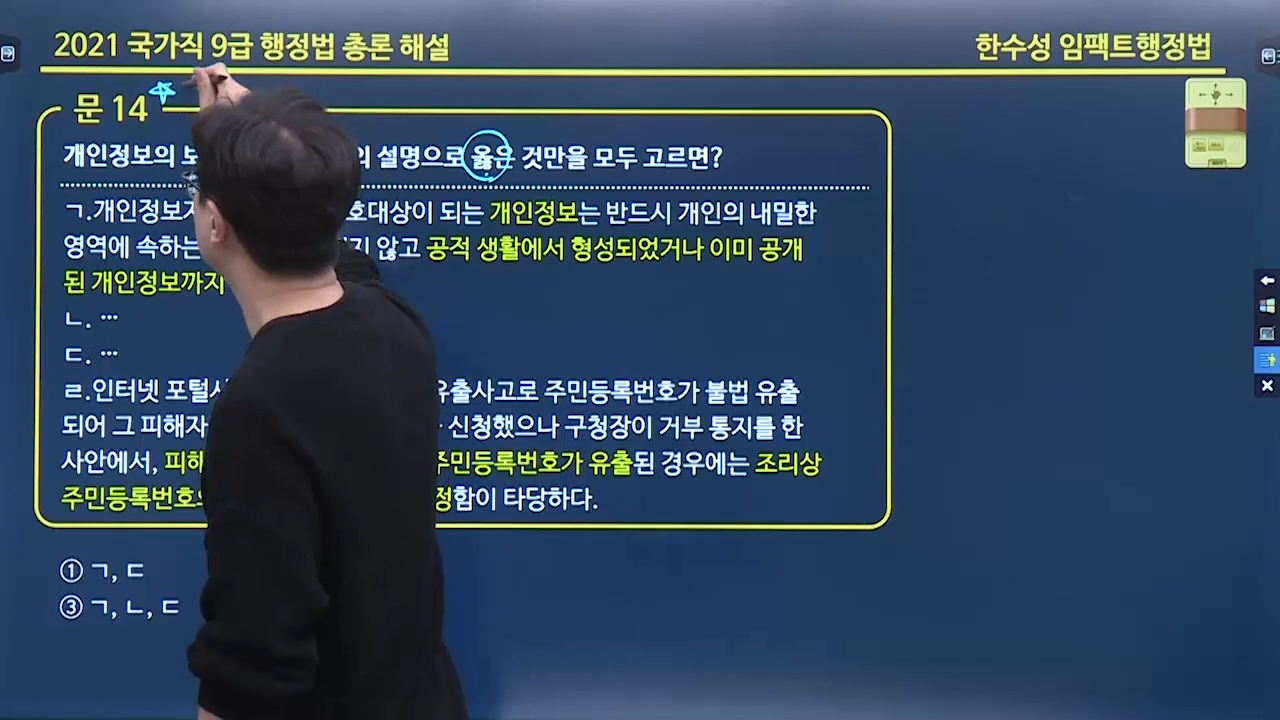 2021 국가직 9급 행정법 총론 해설
한수성 임팩트행정법
문 14
개인정보의 의 설명으로 옳은 것만을 모두 고르면?
ㄱ.개인정보자 호대상이 되는 개인정보는 반드시 개인의 내밀한
영역에 속하는 않고 공적 생활에서 형성되었거나 이미 공개
된 개인정보까지
ㄴ. …
ㄷ. …
ㄹ.인터넷 포털사 유출사고로 주민등록번호가 불법 유출
되어 그 피해자 신청했으나 구청장이 거부 통지를 한
사안에서, 피해 주민등록번호가 유출된 경우에는 조리상
주민등록번호 정함이 타당하다.
① ㄱ, ㄷ
③ ㄱ, ㄴ, ㄷ